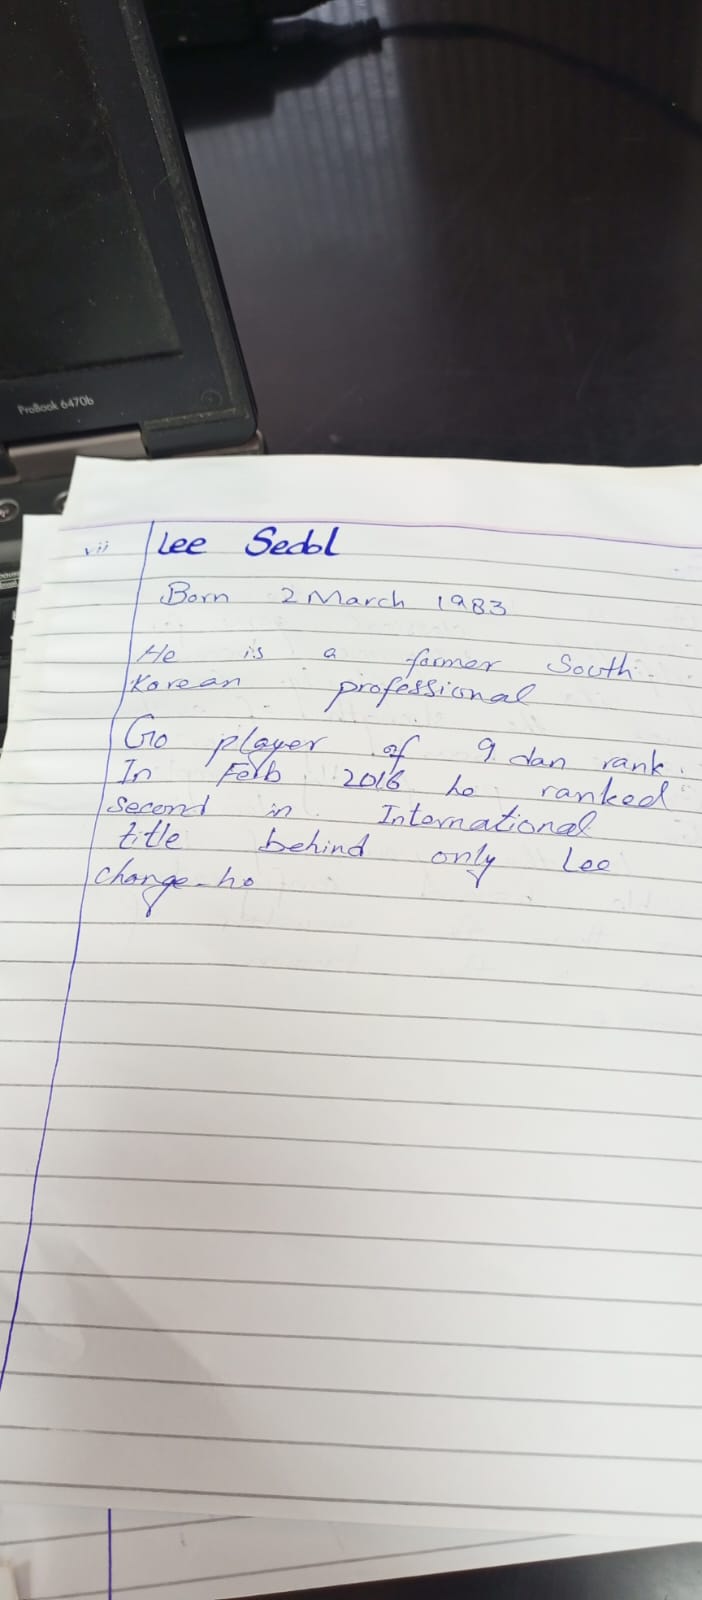 ProBook 6470b
vii Lee Sedol
Born 2 March 1983
He is a former South
Korean professional
Go player of 9 dan rank.
In Feb 2016 he ranked
second in International
title behind only Lee
change-ho